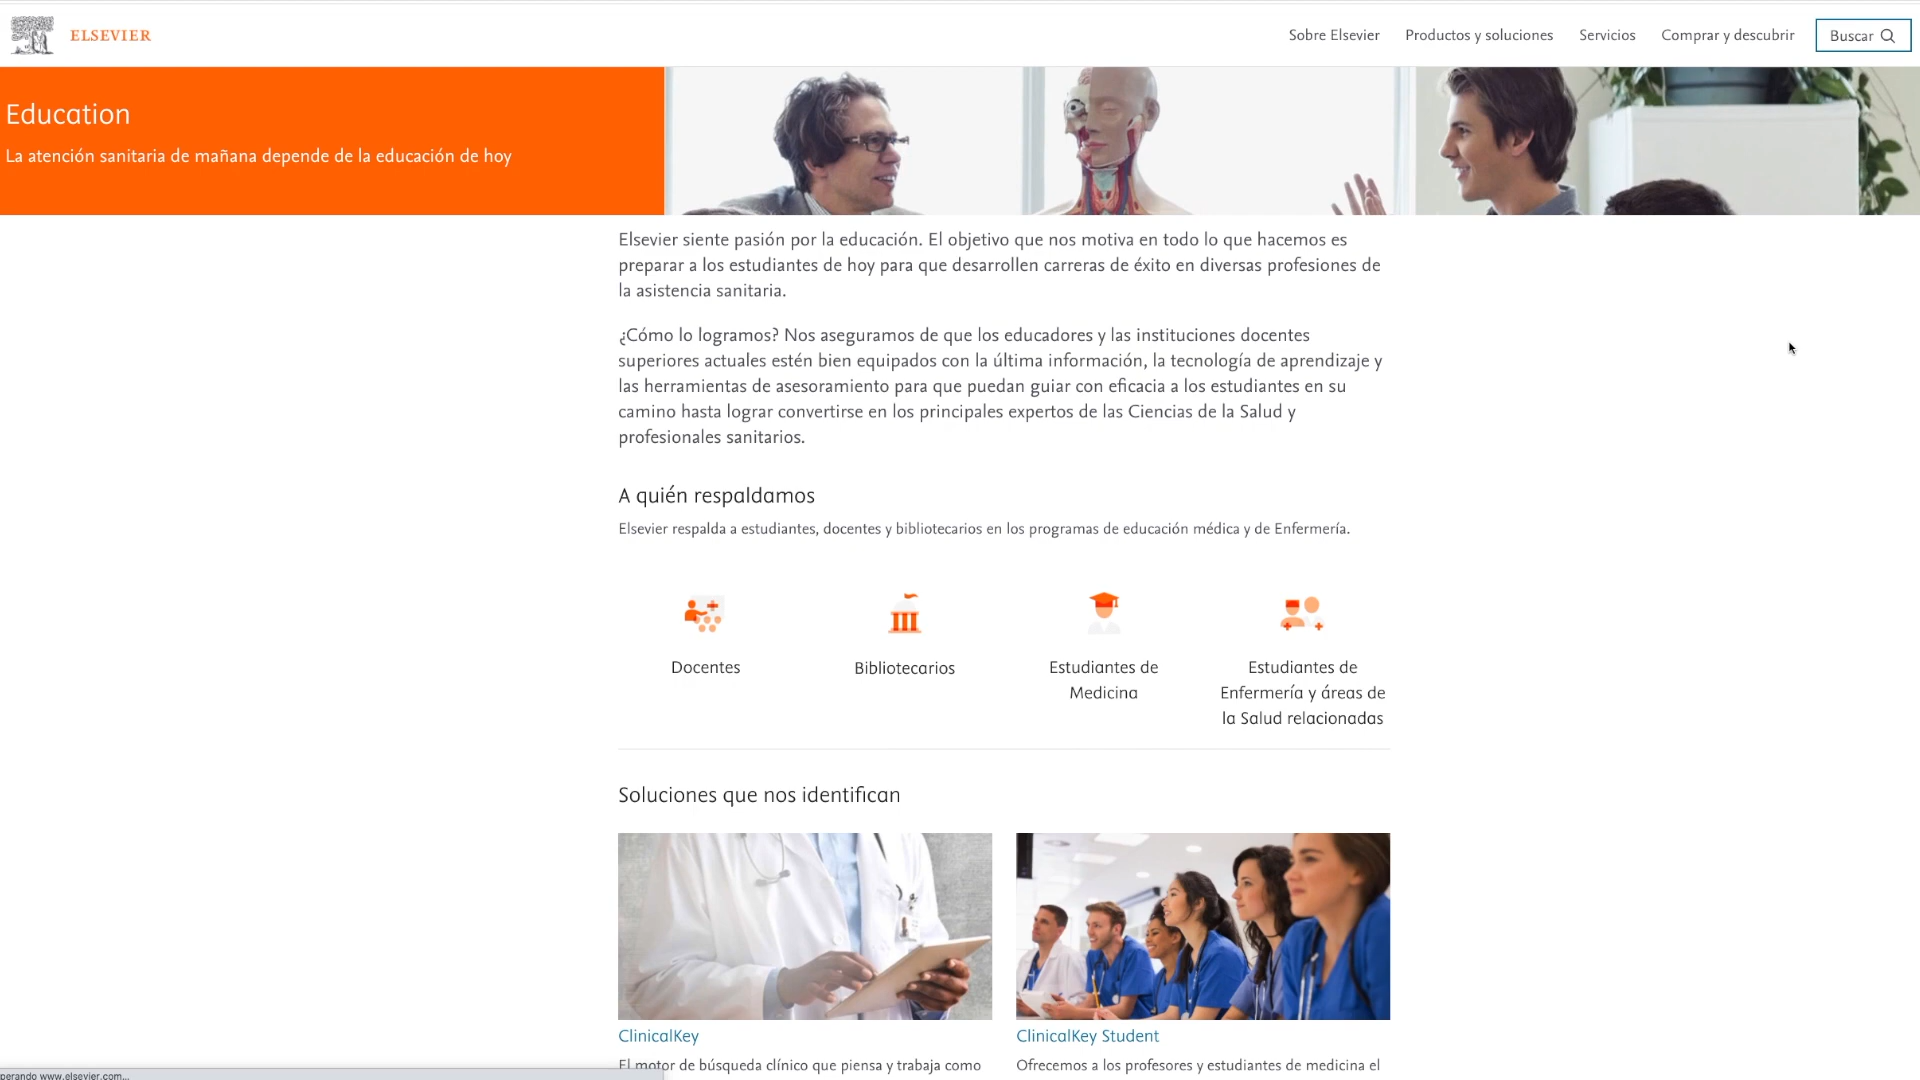 ELSEVIER
Sobre Elsevier Productos y soluciones Servicios Comprar y descubrir Buscar
Education
La atención sanitaria de mañana depende de la educación de hoy
Elsevier siente pasión por la educación. El objetivo que nos motiva en todo lo que hacemos es
preparar a los estudiantes de hoy para que desarrollen carreras de éxito en diversas profesiones de
la asistencia sanitaria.
¿Cómo lo logramos? Nos aseguramos de que los educadores y las instituciones docentes
superiores actuales estén bien equipados con la última información, la tecnología de aprendizaje y
las herramientas de asesoramiento para que puedan guiar con eficacia a los estudiantes en su
camino hasta lograr convertirse en los principales expertos de las Ciencias de la Salud y
profesionales sanitarios.
A quién respaldamos
Elsevier respalda a estudiantes, docentes y bibliotecarios en los programas de educación médica y de Enfermería.
Docentes
Bibliotecarios
Estudiantes de
Medicina
Estudiantes de
Enfermería y áreas de
la Salud relacionadas
Soluciones que nos identifican
ClinicalKey
El motor de búsqueda clínico que piensa y trabaja como
ClinicalKey Student
Ofrecemos a los profesores y estudiantes de medicina el
perando www.elsevier.com...